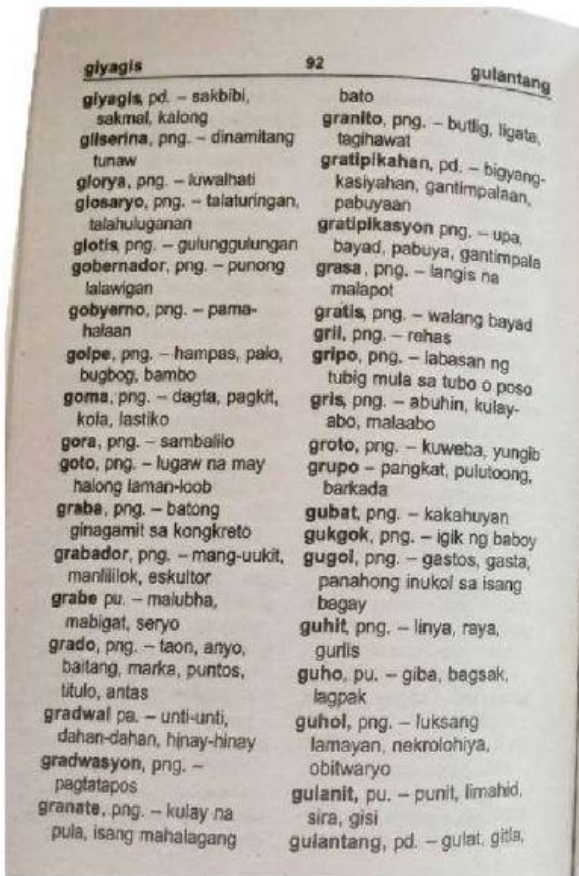 giyagis 92 gulantang
giyagis, pd. – sakbibi,
sakmal, kalong
gliserina, png. – dinamitang
tunaw
glorya, png. – luwalhati
glosaryo, png. – talaturingan,
talahuluganan
glotis, png. – gulunggulungan
gobernador, png. – punong
lalawigan
gobyerno, png. – pama-
halaan
golpe, png. – hampas, palo,
bugbog, bambo
goma, png. – dagta, pagkit,
kola, lastiko
gora, png. – sambalilo
goto, png. – lugaw na may
halong laman-loob
graba, png. – batong
ginagamit sa kongkreto
grabador, png. – mang-uukit,
manlililok, eskultor
grabe pu. – malubha,
mabigat, seryo
grado, png. – taon, anyo,
baitang, marka, puntos,
titulo, antas
gradwal pa. – unti-unti,
dahan-dahan, hinay-hinay
gradwasyon, png. –
pagtatapos
granate, png. – kulay na
pula, isang mahalagang
bato
granito, png. – butlig, ligata,
tagihawat
gratipikahan, pd. – bigyang-
kasiyahan, gantimpalaan,
pabuyaan
gratipikasyon png. – upa,
bayad, pabuya, gantimpala
grasa, png. – langis na
malapot
gratis, png. – walang bayad
gril, png. – rehas
gripo, png. – labasan ng
tubig mula sa tubo o poso
gris, png. – abuhin, kulay-
abo, malaabo
groto, png. – kuweba, yungib
grupo – pangkat, pulutoong,
barkada
gubat, png. – kakahuyan
gukgok, png. – igik ng baboy
gugol, png. – gastos, gasta,
panahong inukol sa isang
bagay
guhit, png. – linya, raya,
gurlis
guho, pu. – giba, bagsak,
lagpak
guhol, png. – luksang
lamayan, nekrolohiya,
obitwaryo
gulanit, pu. – punit, limahid,
sira, gisi
gulantang, pd. – gulat, gitla,